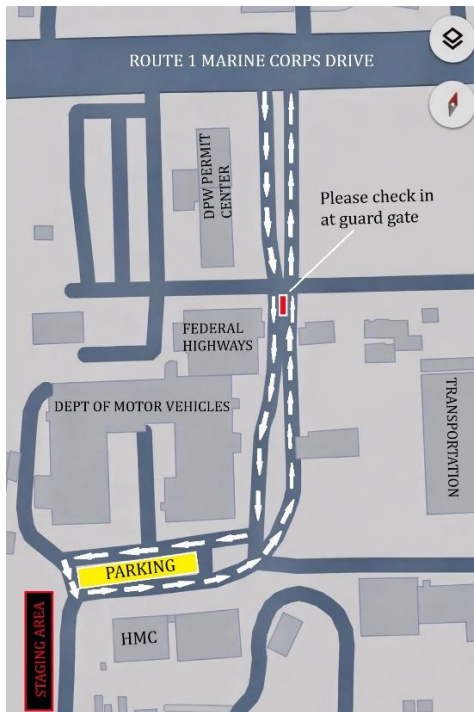 ROUTE 1 MARINE CORPS DRIVE
DPW PERMIT
CENTER
Please check in
at guard gate
FEDERAL
HIGHWAYS
DEPT OF MOTOR VEHICLES
TRANSPORTATION
PARKING
STAGING AREA
HMC